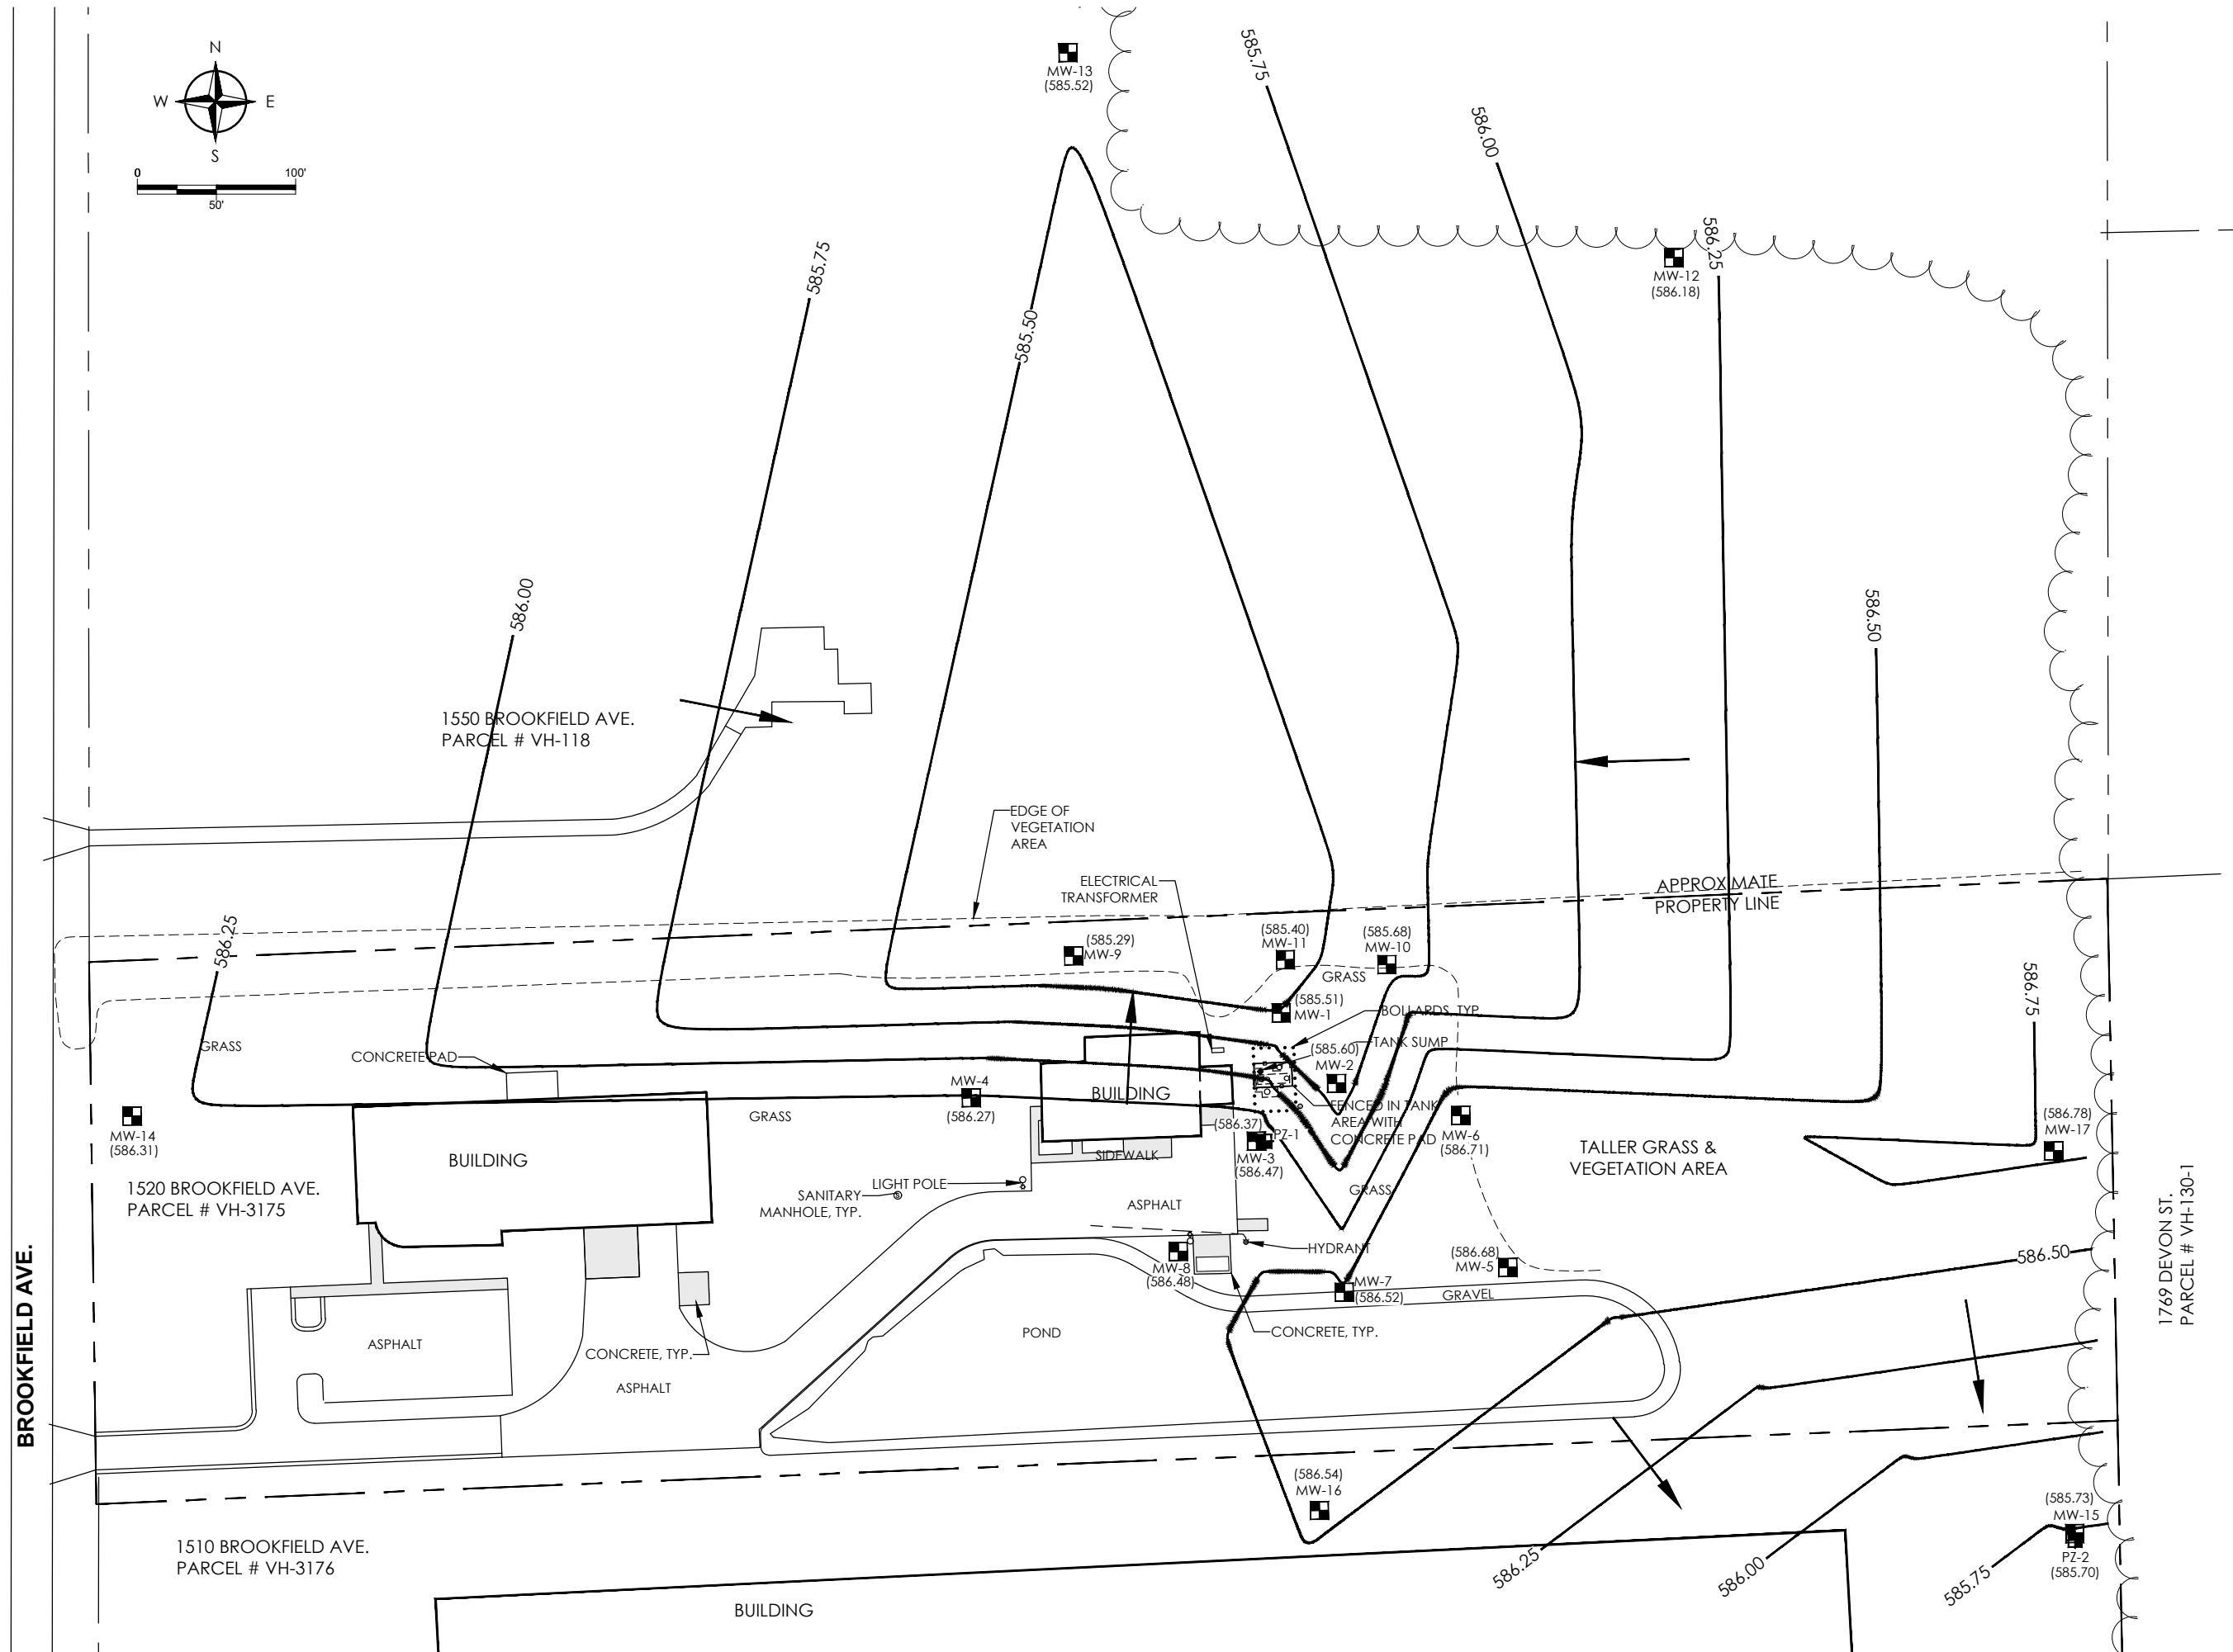 N
W
E
S
0
100'
50'
MW-13
(585.52)
585.75
586.00
586.25
MW-12
(586.18)
585.75
585.50
586.00
586.50
1550 BROOKFIELD AVE.
PARCEL # VH-118
EDGE OF
VEGETATION
AREA
ELECTRICAL
TRANSFORMER
APPROXIMATE
PROPERTY LINE
586.25
(585.29)
MW-9
(585.40)
MW-11
(585.68)
MW-10
GRASS
586.75
(585.51)
MW-1
BOLLARDS, TYP.
TANK SUMP
(585.60)
MW-2
GRASS
CONCRETE PAD
MW-4
(586.27)
BUILDING
GRASS
FENCED IN TANK
AREA WITH
CONCRETE PAD
(586.37)
PZ-1
MW-3
(586.47)
MW-6
(586.71)
(586.78)
MW-17
TALLER GRASS &
VEGETATION AREA
MW-14
(586.31)
BUILDING
SIDEWALK
1520 BROOKFIELD AVE.
PARCEL # VH-3175
LIGHT POLE
SANITARY
MANHOLE, TYP.
ASPHALT
GRASS
HYDRANT
(586.68)
MW-5
586.50
MW-8
(586.48)
MW-7
(586.52)
GRAVEL
POND
CONCRETE, TYP.
ASPHALT
CONCRETE, TYP.
ASPHALT
BROOKFIELD AVE.
1769 DEVON ST.
PARCEL # VH-130-1
(586.54)
MW-16
(585.73)
MW-15
PZ-2
(585.70)
586.25
586.00
585.75
1510 BROOKFIELD AVE.
PARCEL # VH-3176
BUILDING